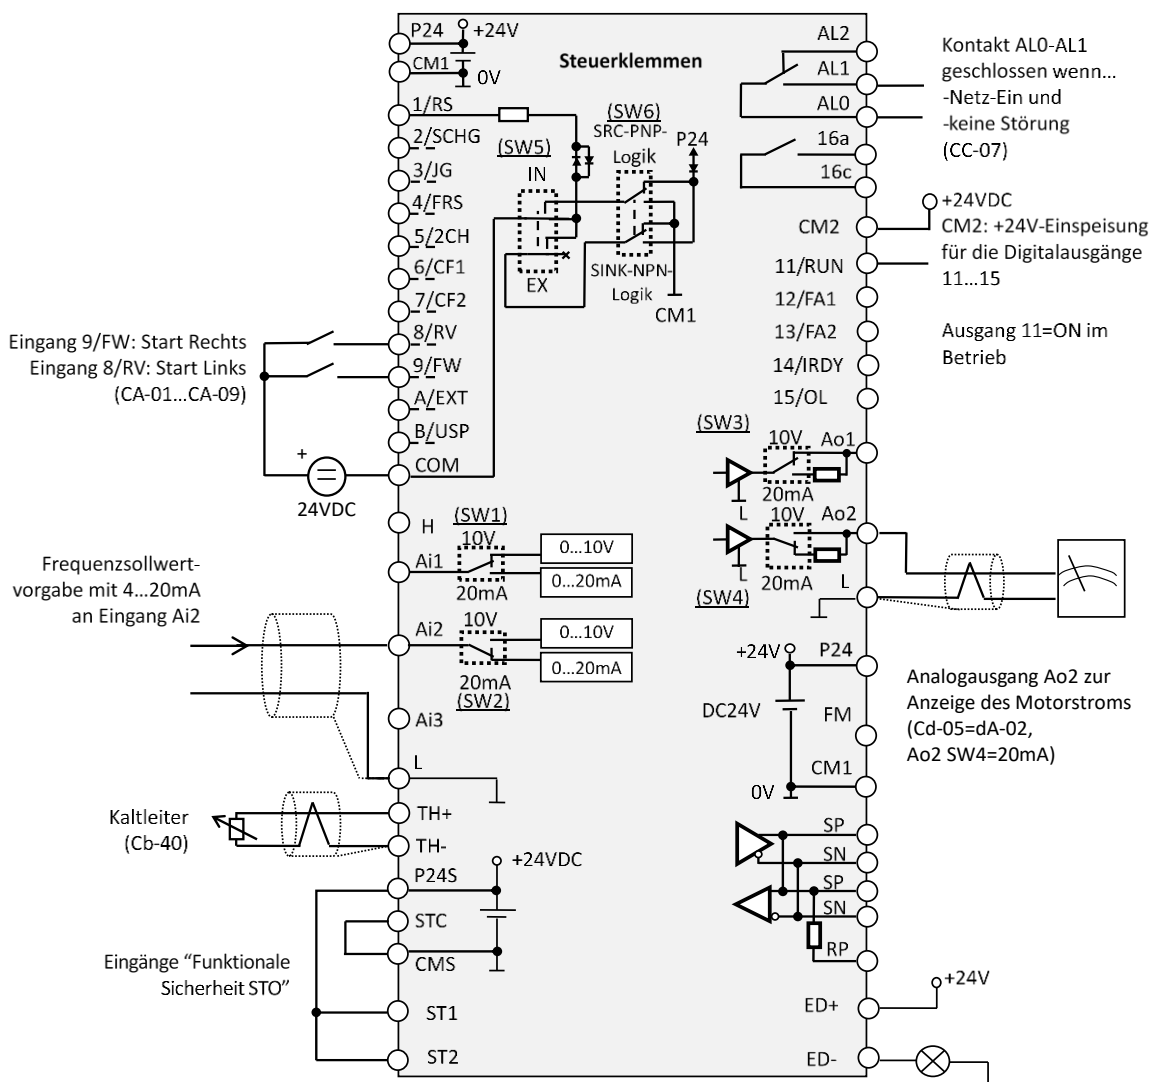 Steuerklemmen
P24
+24V
CM1
0V
1/RS
2/SCHG
3/JG
4/FRS
5/2CH
6/CF1
7/CF2
8/RV
9/FW
A/EXT
B/USP
COM
(SW5)
IN
EX
(SW6)
SRC-PNP-
Logik
P24
SINK-NPN-
Logik
CM1
Eingang 9/FW: Start Rechts
Eingang 8/RV: Start Links
(CA-01...CA-09)
+
24VDC
H
(SW1)
10V
Ai1
20mA
0...10V
0...20mA
Frequenzsollwert-
vorgabe mit 4...20mA
an Eingang Ai2
Ai2
10V
20mA
(SW2)
0...10V
0...20mA
Ai3
L
Kaltleiter
(Cb-40)
TH+
TH-
P24S
+24VDC
STC
CMS
Eingänge “Funktionale
Sicherheit STO”
ST1
ST2
AL2
AL1
AL0
16a
16c
Kontakt AL0-AL1
geschlossen wenn...
-Netz-Ein und
-keine Störung
(CC-07)
CM2
+24VDC
CM2: +24V-Einspeisung
für die Digitalausgänge
11...15
11/RUN
12/FA1
13/FA2
14/IRDY
15/OL
Ausgang 11=ON im
Betrieb
(SW3)
10V
Ao1
20mA
L
10V
Ao2
20mA
L
(SW4)
L
+24V
P24
DC24V
FM
CM1
0V
Analogausgang Ao2 zur
Anzeige des Motorstroms
(Cd-05=dA-02,
Ao2 SW4=20mA)
SP
SN
SP
SN
RP
ED+
+24V
ED-